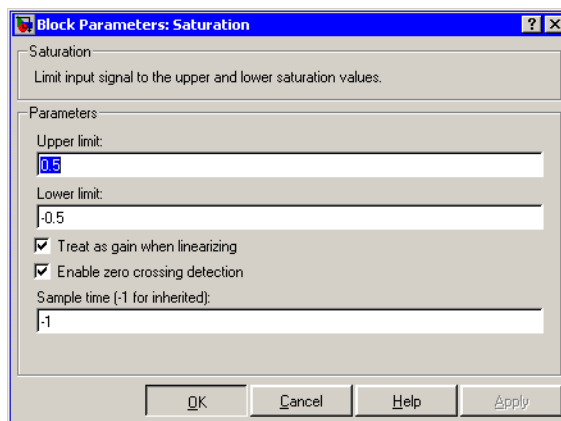 Block Parameters: Saturation
Saturation
Limit input signal to the upper and lower saturation values.
Parameters
Upper limit:
0.5
Lower limit:
-0.5
Treat as gain when linearizing
Enable zero crossing detection
Sample time (-1 for inherited):
-1
OK Cancel Help Apply